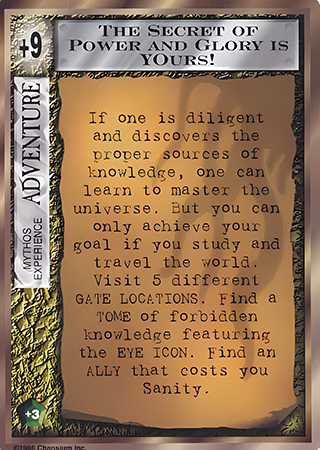 +9
THE SECRET OF
POWER AND GLORY IS
YOURS!
MYTHOS
EXPERIENCE
ADVENTURE
If one is diligent
and discovers the
proper sources of
knowledge, one can
learn to master the
universe. But you can
only achieve your
goal if you study and
travel the world.
Visit 5 different
GATE LOCATIONS. Find a
TOME of forbidden
knowledge featuring
the EYE ICON. Find an
ALLY that costs you
Sanity.
+3
©1996 Chaosium Inc.